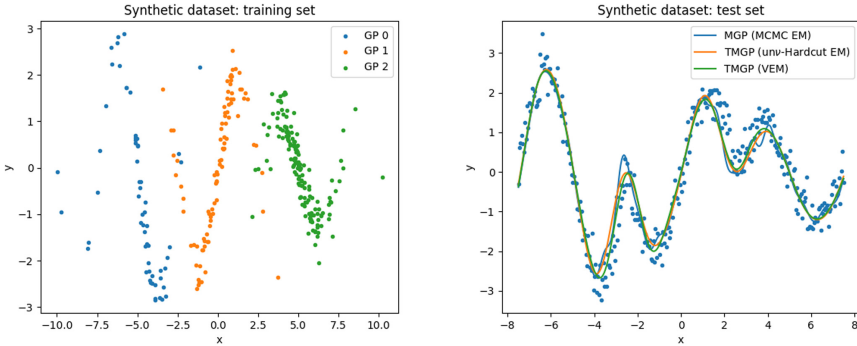 Synthetic dataset: training set
GP 0
GP 1
GP 2
3
2
1
0
−1
−2
−3
y
−10.0 −7.5 −5.0 −2.5 0.0 2.5 5.0 7.5 10.0
x
Synthetic dataset: test set
MGP (MCMC EM)
TMGP (unν-Hardcut EM)
TMGP (VEM)
4
3
2
1
0
−1
−2
−3
y
−8 −6 −4 −2 0 2 4 6 8
x